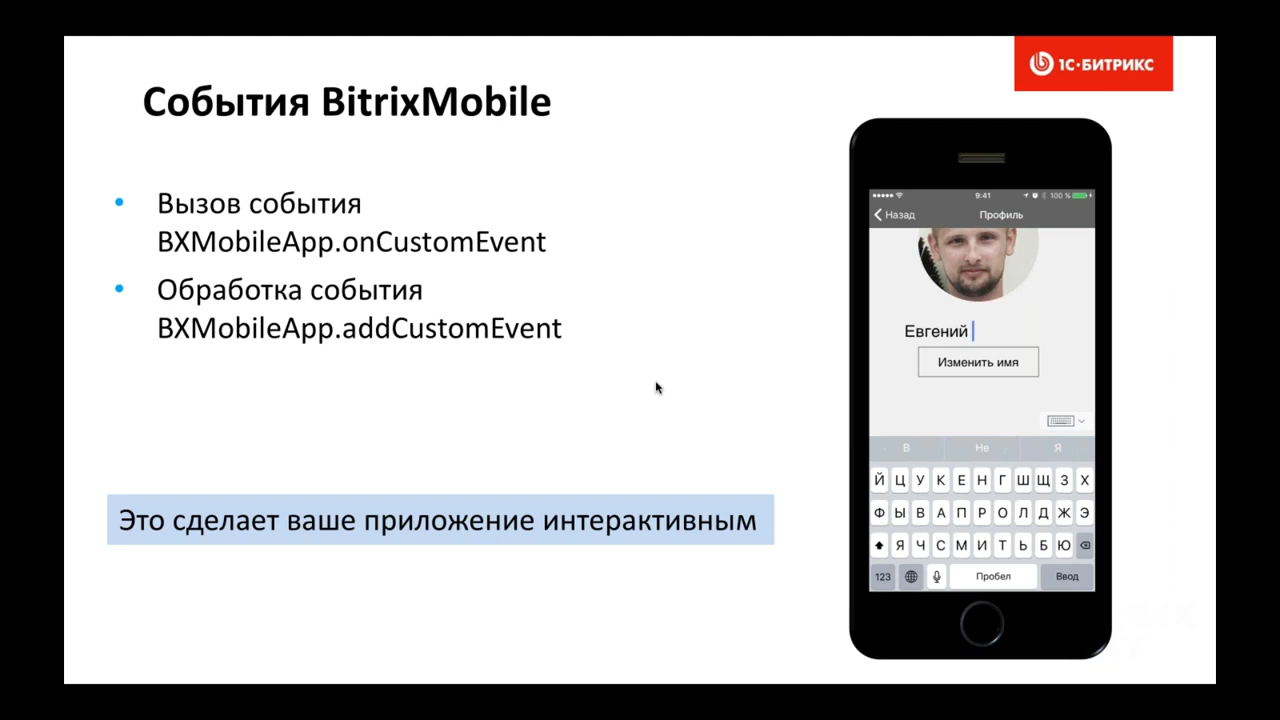 1С·БИТРИКС
События BitrixMobile
• Вызов события
BXMobileApp.onCustomEvent
• Обработка события
BXMobileApp.addCustomEvent
Это сделает ваше приложение интерактивным
9:41 100 %
Назад Профиль
Евгений
Изменить имя
В Не Я
Й Ц У К Е Н Г Ш Щ З Х
Ф Ы В А П Р О Л Д Ж Э
Я Ч С М И Т Ь Б Ю
123 Пробел Ввод